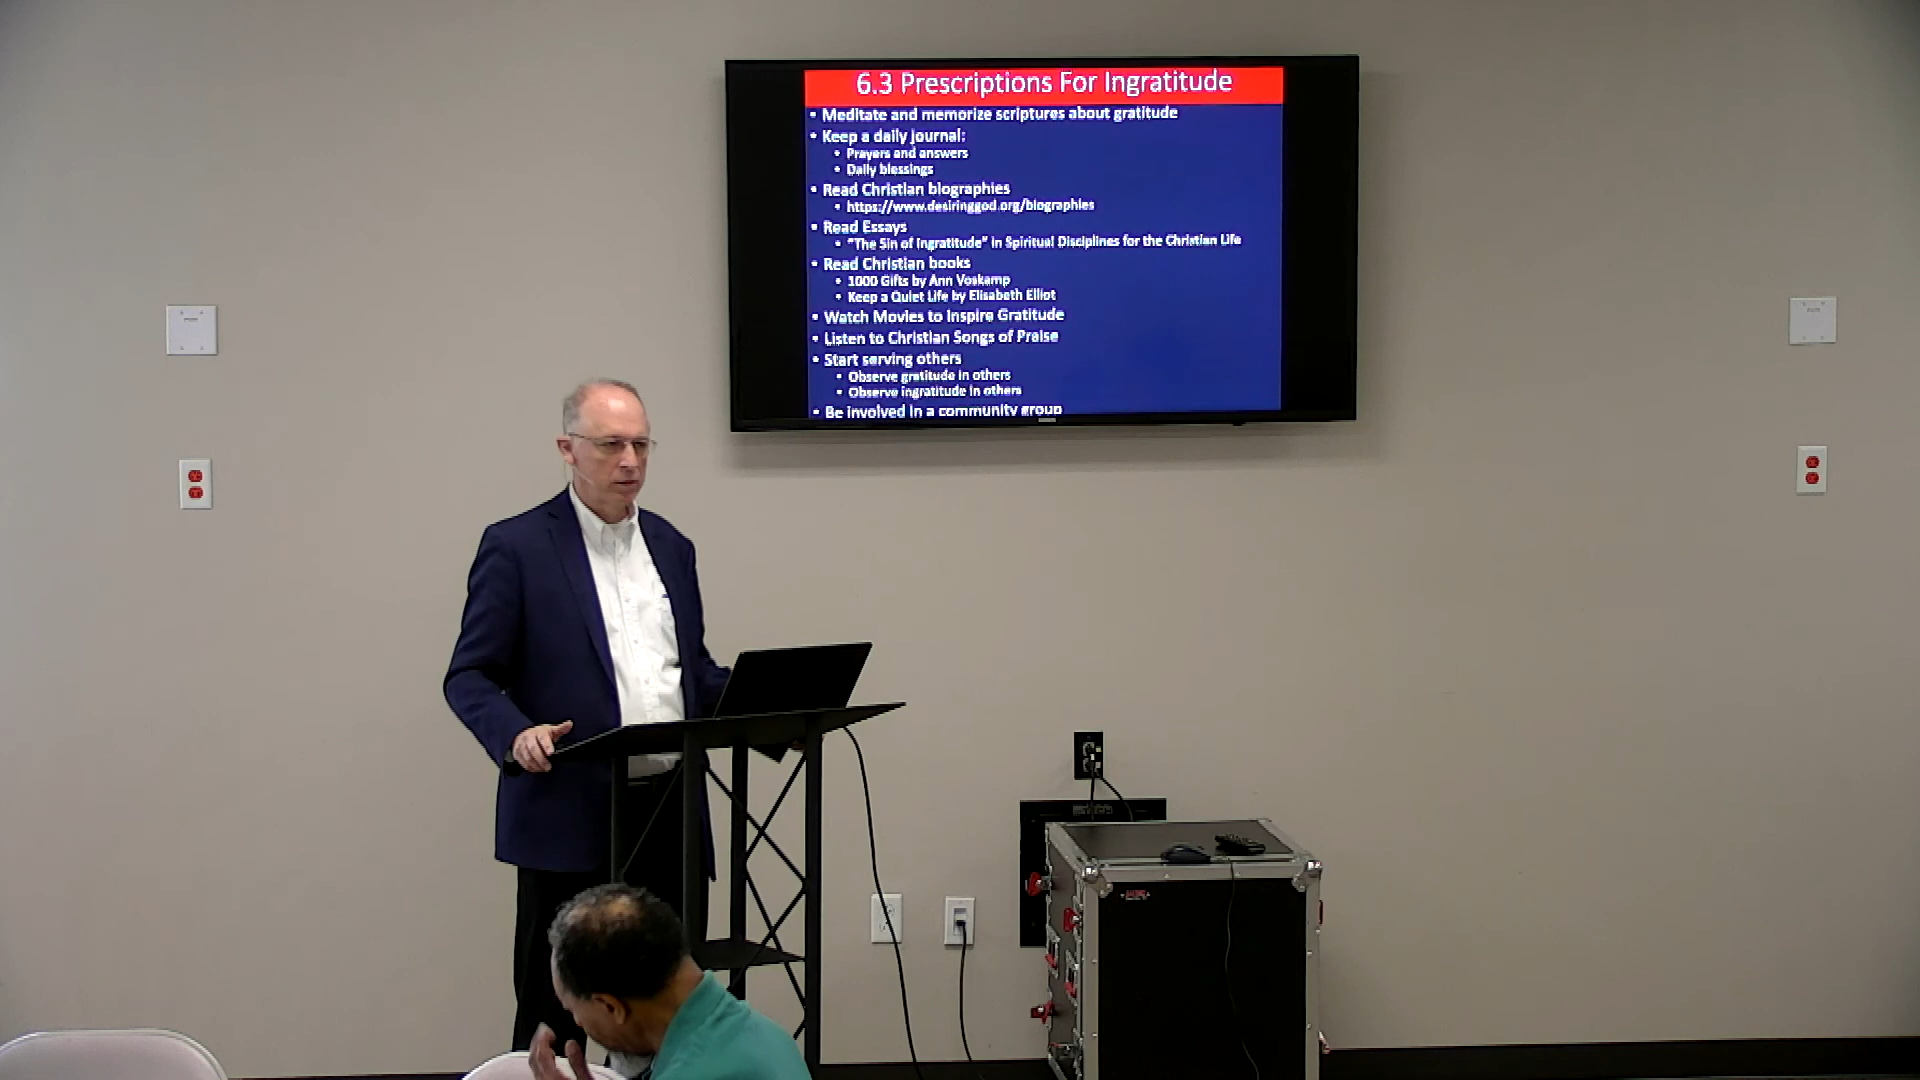 6.3 Prescriptions For Ingratitude
• Meditate and memorize scriptures about gratitude
• Keep a daily journal:
• Prayers and answers
• Daily blessings
• Read Christian biographies
• https://www.desiringgod.org/biographies
• Read Essays
• "The Sin of Ingratitude" in Spiritual Disciplines for the Christian Life
• Read Christian books
• 1000 Gifts by Ann Voskamp
• Keep a Quiet Life by Elisabeth Elliot
• Watch Movies to Inspire Gratitude
• Listen to Christian Songs of Praise
• Start serving others
• Observe gratitude in others
• Observe ingratitude in others
• Be involved in a community group